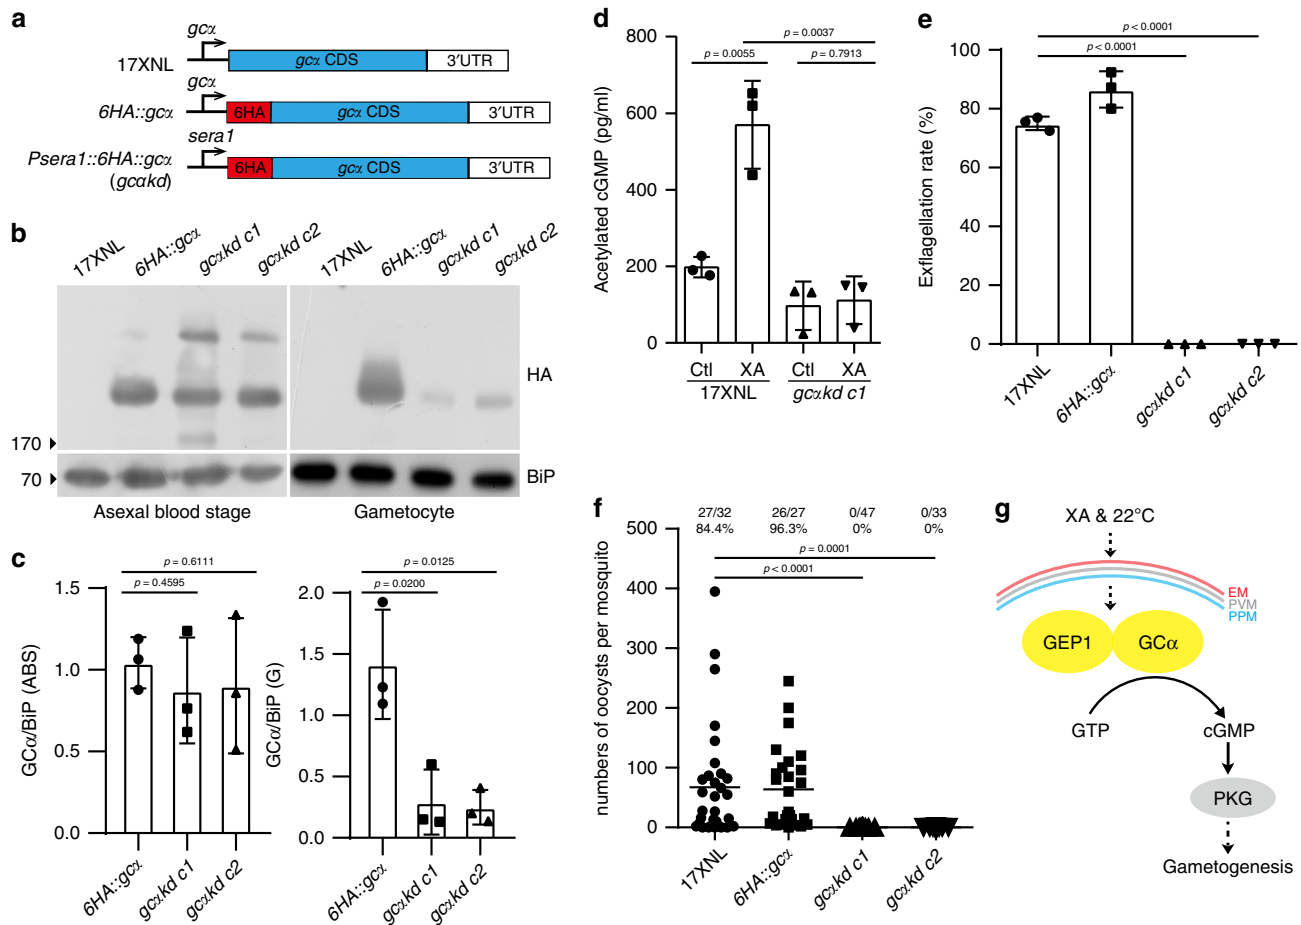 a
gcα
17XNL
gcα CDS
3′UTR
gcα
6HA::gcα
6HA
gcα CDS
3′UTR
sera1
Psera1::6HA::gcα
(gcαkd)
6HA
gcα CDS
3′UTR
b
17XNL
6HA::gcα
gcαkd c1
gcαkd c2
17XNL
6HA::gcα
gcαkd c1
gcαkd c2
HA
170
70
BiP
Asexal blood stage
Gametocyte
c
p = 0.6111
p = 0.4595
GCα/BiP (ABS)
1.5
1.0
0.5
0.0
6HA::gcα
gcαkd c1
gcαkd c2
p = 0.0125
p = 0.0200
GCα/BiP (G)
2.0
1.5
1.0
0.5
0.0
6HA::gcα
gcαkd c1
gcαkd c2
d
p = 0.0037
p = 0.0055
p = 0.7913
Acetylated cGMP (pg/ml)
800
600
400
200
0
Ctl
XA
Ctl
XA
17XNL
gcαkd c1
e
p < 0.0001
p < 0.0001
Exflagellation rate (%)
100
80
60
40
20
0
17XNL
6HA::gcα
gcαkd c1
gcαkd c2
f
27/32
26/27
0/47
0/33
84.4%
96.3%
0%
0%
p = 0.0001
p < 0.0001
numbers of oocysts per mosquito
500
400
300
200
100
0
17XNL
6HA::gcα
gcαkd c1
gcαkd c2
g
XA & 22°C
EM
PVM
PPM
GEP1
GCα
GTP
cGMP
PKG
Gametogenesis